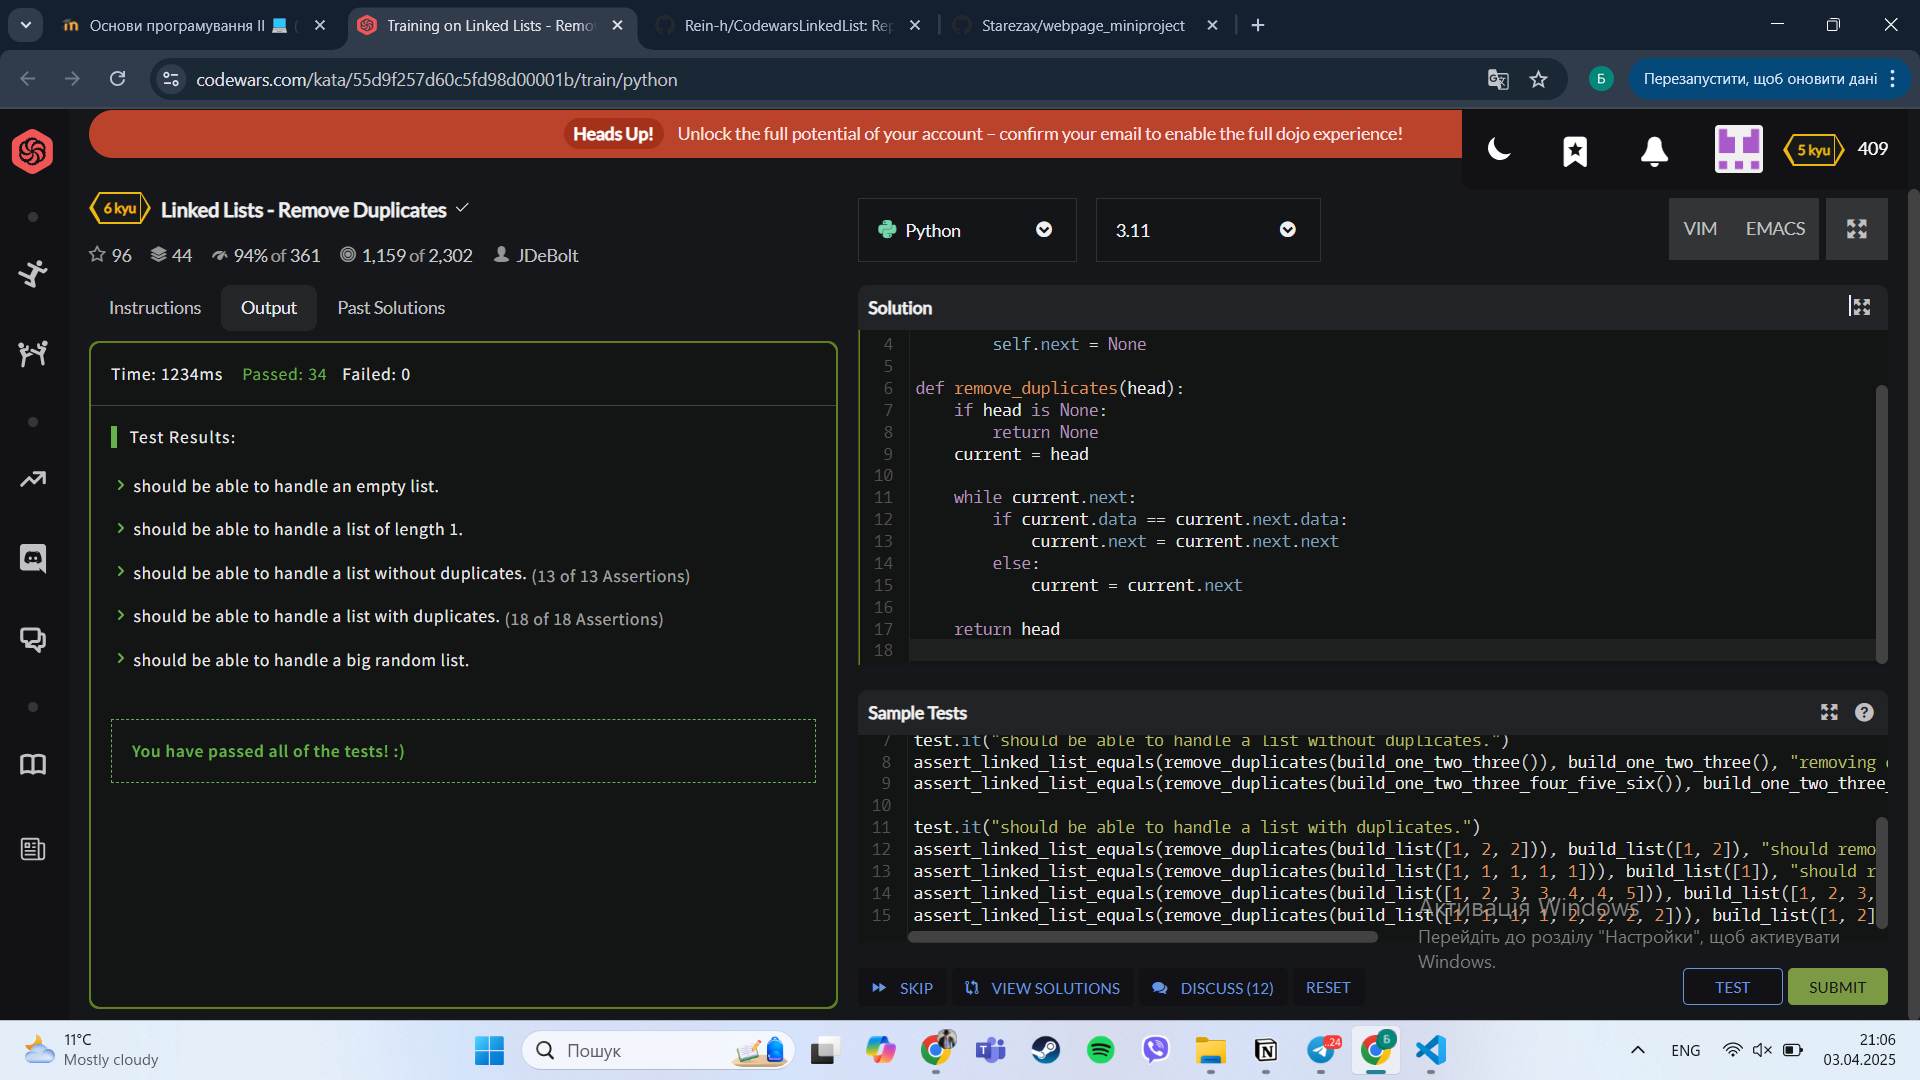 Основи програмування II
Training on Linked Lists - Remo
Rein-h/CodewarsLinkedList: Rep
Starezax/webpage_miniproject
codewars.com/kata/55d9f257d60c5fd98d00001b/train/python
Б
Перезапустити, щоб оновити дані
Heads Up! Unlock the full potential of your account – confirm your email to enable the full dojo experience!
5 kyu
409
6 kyu
Linked Lists - Remove Duplicates
96
44
94% of 361
1,159 of 2,302
JDeBolt
Python
3.11
VIM
EMACS
Instructions
Output
Past Solutions
Time: 1234ms Passed: 34 Failed: 0
Test Results:
should be able to handle an empty list.
should be able to handle a list of length 1.
should be able to handle a list without duplicates. (13 of 13 Assertions)
should be able to handle a list with duplicates. (18 of 18 Assertions)
should be able to handle a big random list.
You have passed all of the tests! :)
Solution
4 self.next = None
5
6 def remove_duplicates(head):
7 if head is None:
8 return None
9 current = head
10
11 while current.next:
12 if current.data == current.next.data:
13 current.next = current.next.next
14 else:
15 current = current.next
16
17 return head
18
Sample Tests
7 test.it("should be able to handle a list without duplicates.")
8 assert_linked_list_equals(remove_duplicates(build_one_two_three()), build_one_two_three(), "removing
9 assert_linked_list_equals(remove_duplicates(build_one_two_three_four_five_six()), build_one_two_three_
10
11 test.it("should be able to handle a list with duplicates.")
12 assert_linked_list_equals(remove_duplicates(build_list([1, 2, 2])), build_list([1, 2]), "should remo
13 assert_linked_list_equals(remove_duplicates(build_list([1, 1, 1, 1, 1])), build_list([1]), "should r
14 assert_linked_list_equals(remove_duplicates(build_list([1, 2, 3, 3, 4, 4, 5])), build_list([1, 2, 3,
15 assert_linked_list_equals(remove_duplicates(build_list([1, 1, 1, 1, 2, 2, 2, 2])), build_list([1, 2]
Активація Windows
Перейдіть до розділу "Настройки", щоб активувати
Windows.
SKIP
VIEW SOLUTIONS
DISCUSS (12)
RESET
TEST
SUBMIT
11°C
Mostly cloudy
Пошук
24
Б
ENG
21:06
03.04.2025